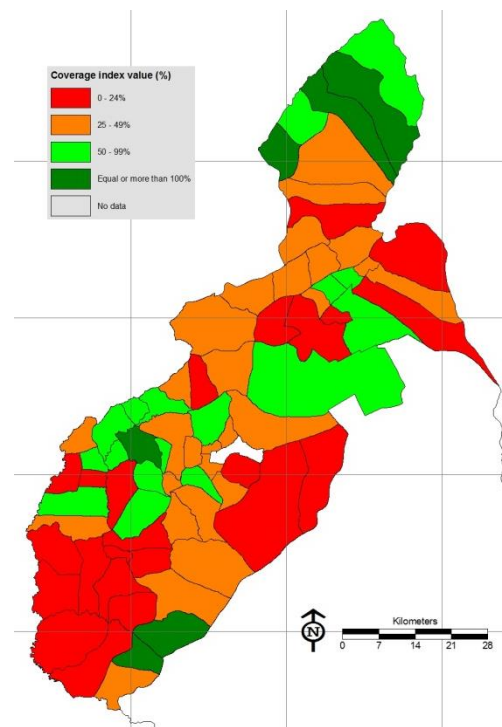 Coverage index value (%)
0 - 24%
25 - 49%
50 - 99%
Equal or more than 100%
No data
N
Kilometers
0 7 14 21 28